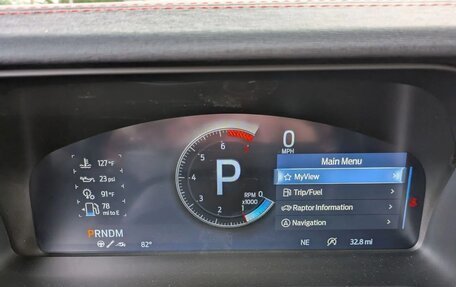 127°F
23 psi
91°F
78
mi to E
PRNDM
82°
6
5
4
3
2
1
P
RPM
x1000
0
0
MPH
Main Menu
MyView
Trip/Fuel
Raptor Information
Navigation
NE
32.8 mi